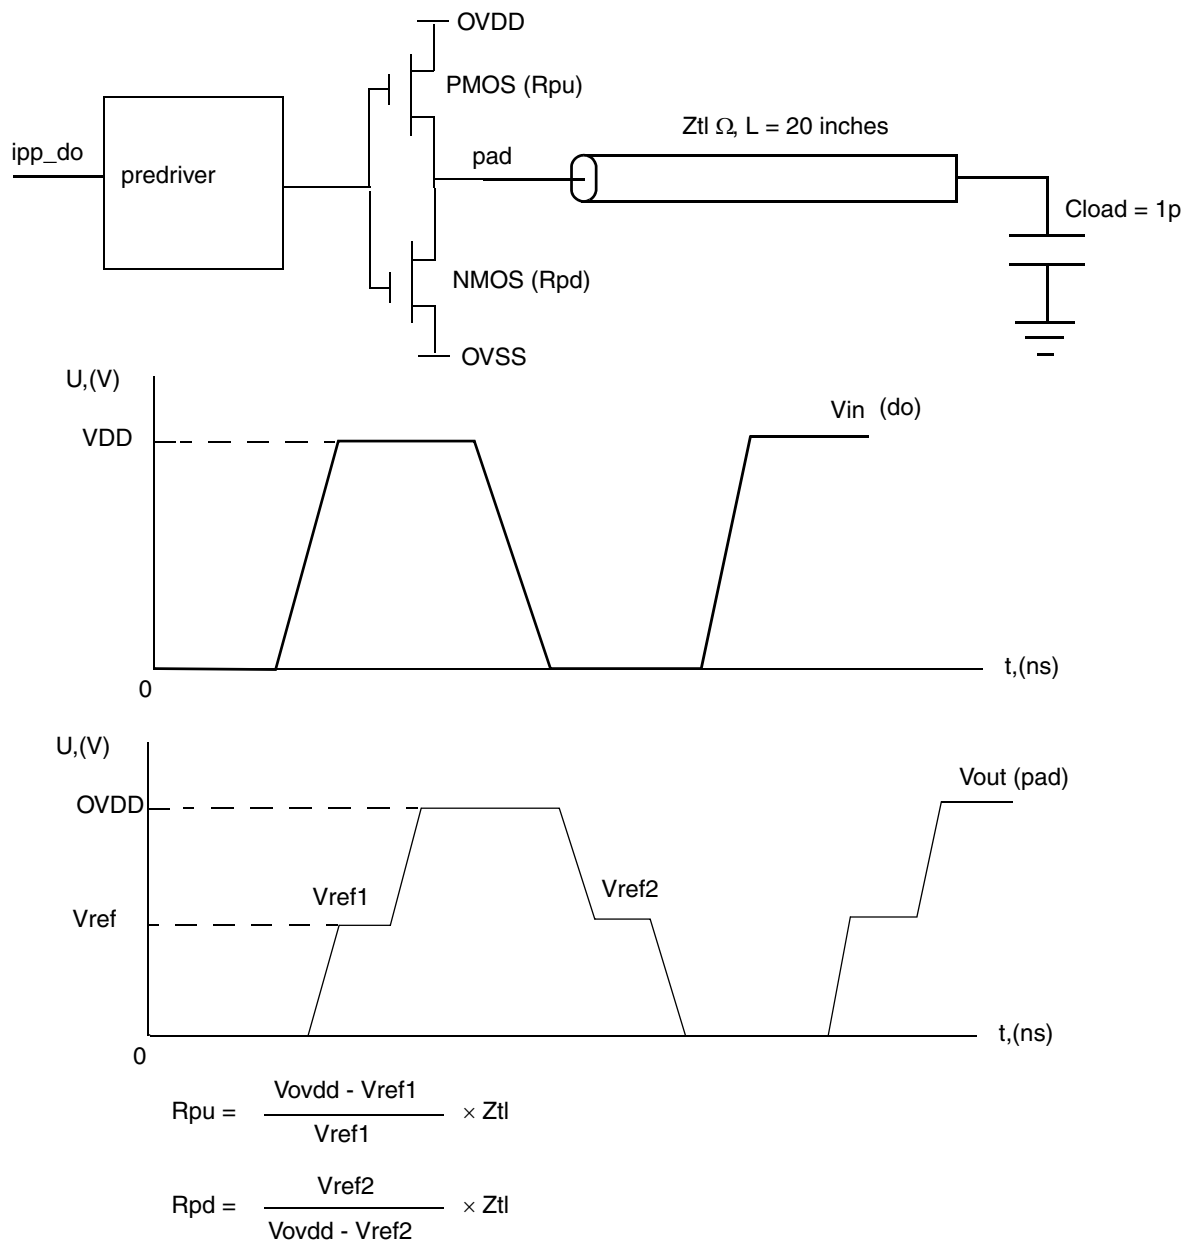 OVDD
PMOS (Rpu)
Ztl Ω, L = 20 inches
ipp_do
predriver
pad
Cload = 1p
NMOS (Rpd)
OVSS
U,(V)
Vin (do)
VDD
t,(ns)
0
U,(V)
Vout (pad)
OVDD
Vref1
Vref2
Vref
t,(ns)
0
Vovdd - Vref1
Rpu = × Ztl
Vref1
Vref2
Rpd = × Ztl
Vovdd - Vref2